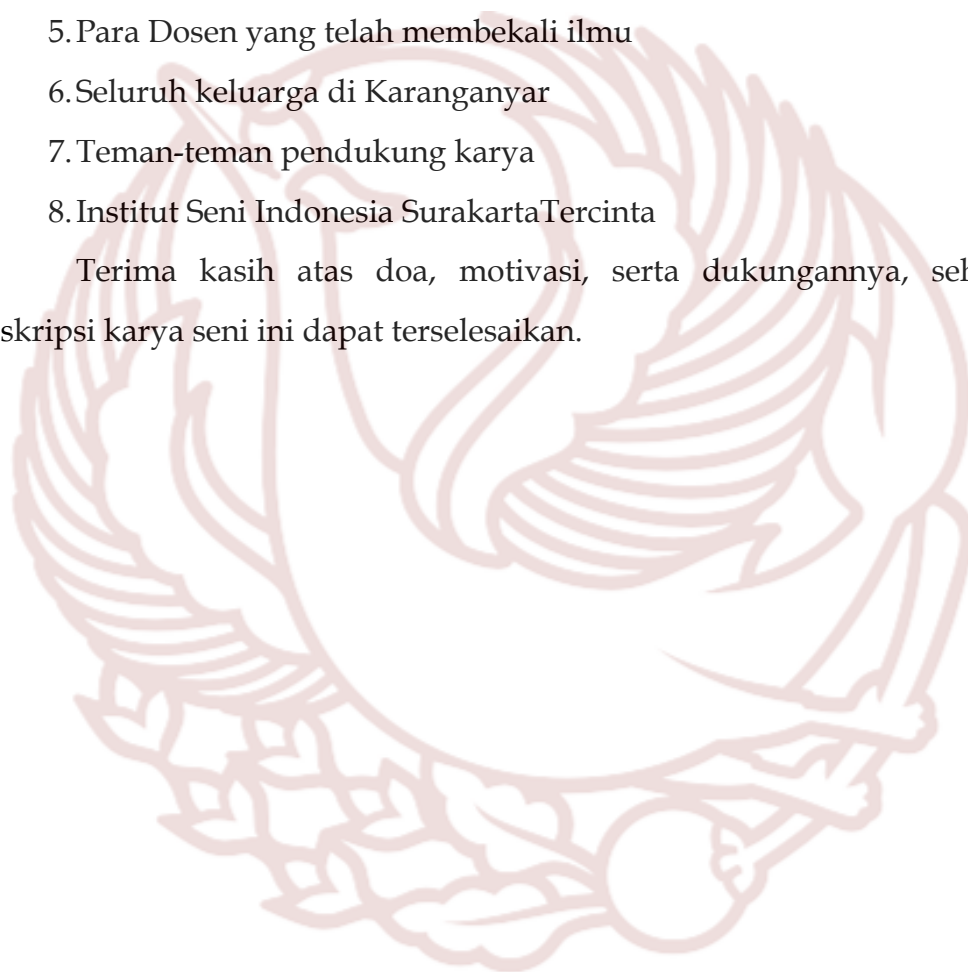 5. Para Dosen yang telah membekali ilmu
6. Seluruh keluarga di Karanganyar
7. Teman-teman pendukung karya
8. Institut Seni Indonesia SurakartaTercinta
Terima kasih atas doa, motivasi, serta dukungannya, seh
skripsi karya seni ini dapat terselesaikan.